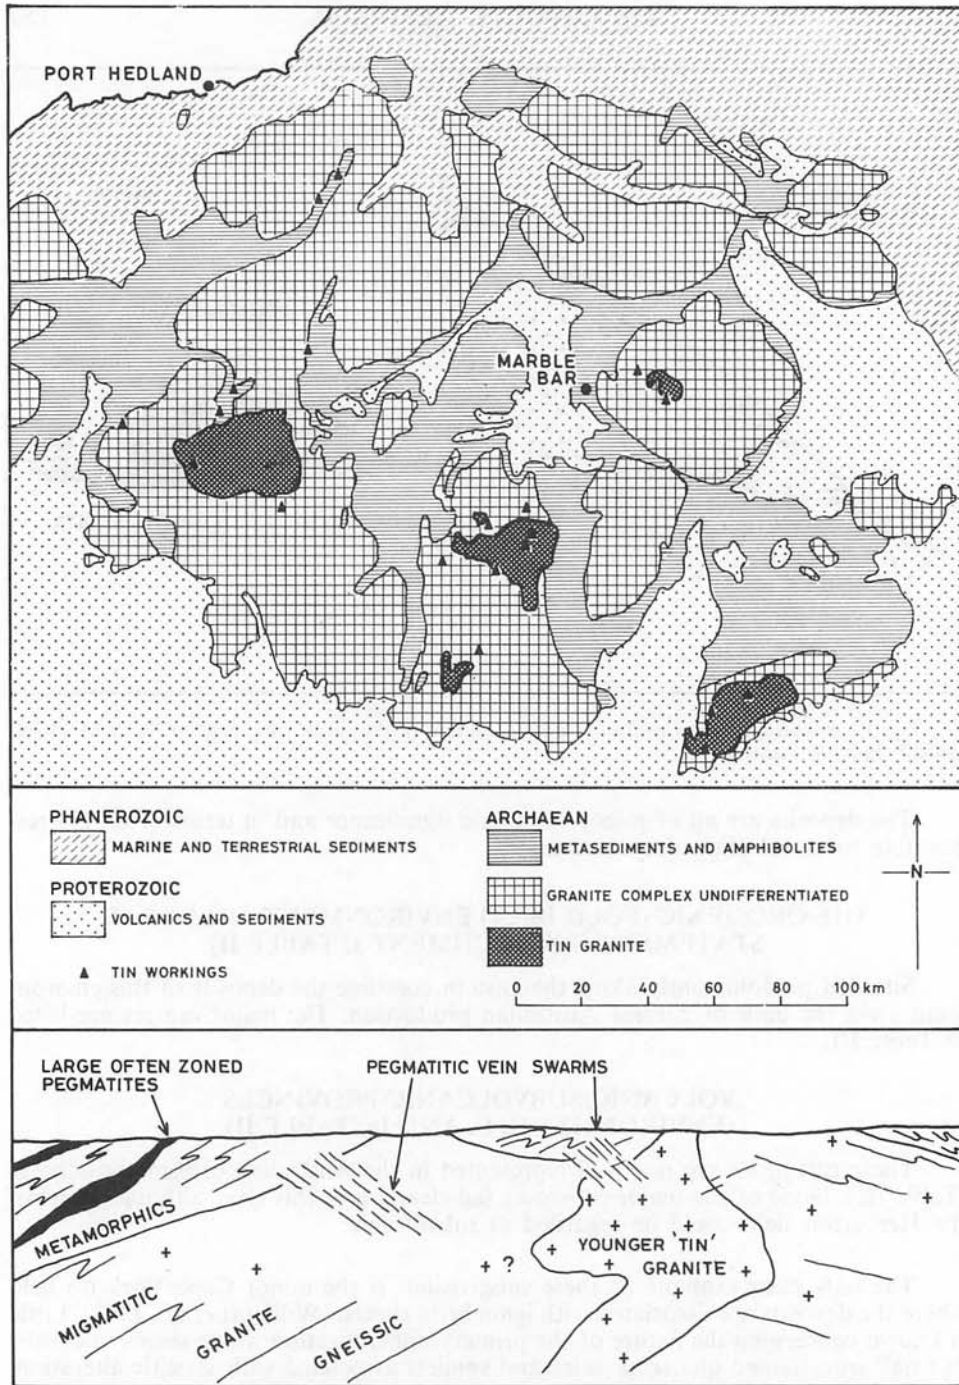 PORT HEDLAND
MARBLE
BAR
PHANEROZOIC
MARINE AND TERRESTRIAL SEDIMENTS
PROTEROZOIC
VOLCANICS AND SEDIMENTS
TIN WORKINGS
ARCHAEAN
METASEDIMENTS AND AMPHIBOLITES
GRANITE COMPLEX UNDIFFERENTIATED
TIN GRANITE
N
0 20 60 100 km
LARGE OFTEN ZONED
PEGMATITES
PEGMATITIC VEIN SWARMS
METAMORPHICS
MIGMATITIC
GRANITE
GNEISSIC
?
YOUNGER 'TIN'
GRANITE